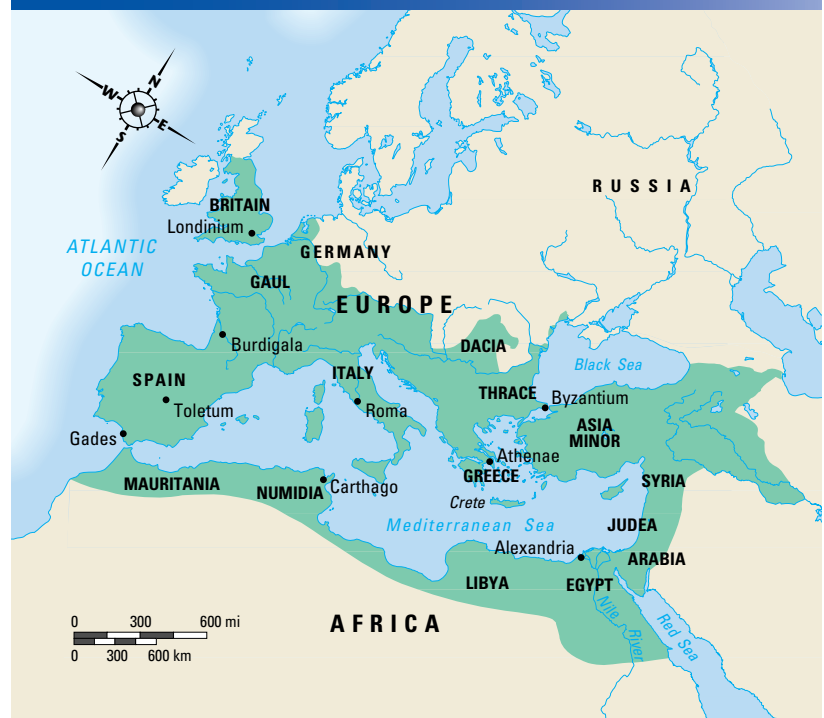 N
W
E
S
RUSSIA
BRITAIN
Londinium
ATLANTIC
OCEAN
GERMANY
GAUL
EUROPE
Burdigala
DACIA
Black Sea
ITALY
SPAIN
THRACE
Byzantium
Toletum
Roma
ASIA
MINOR
Gades
Athenae
GREECE
SYRIA
MAURITANIA
NUMIDIA
Carthago
Crete
Mediterranean Sea
JUDEA
Alexandria
ARABIA
LIBYA
EGYPT
Nile
River
Red Sea
AFRICA
0 300 600 mi
0 300 600 km